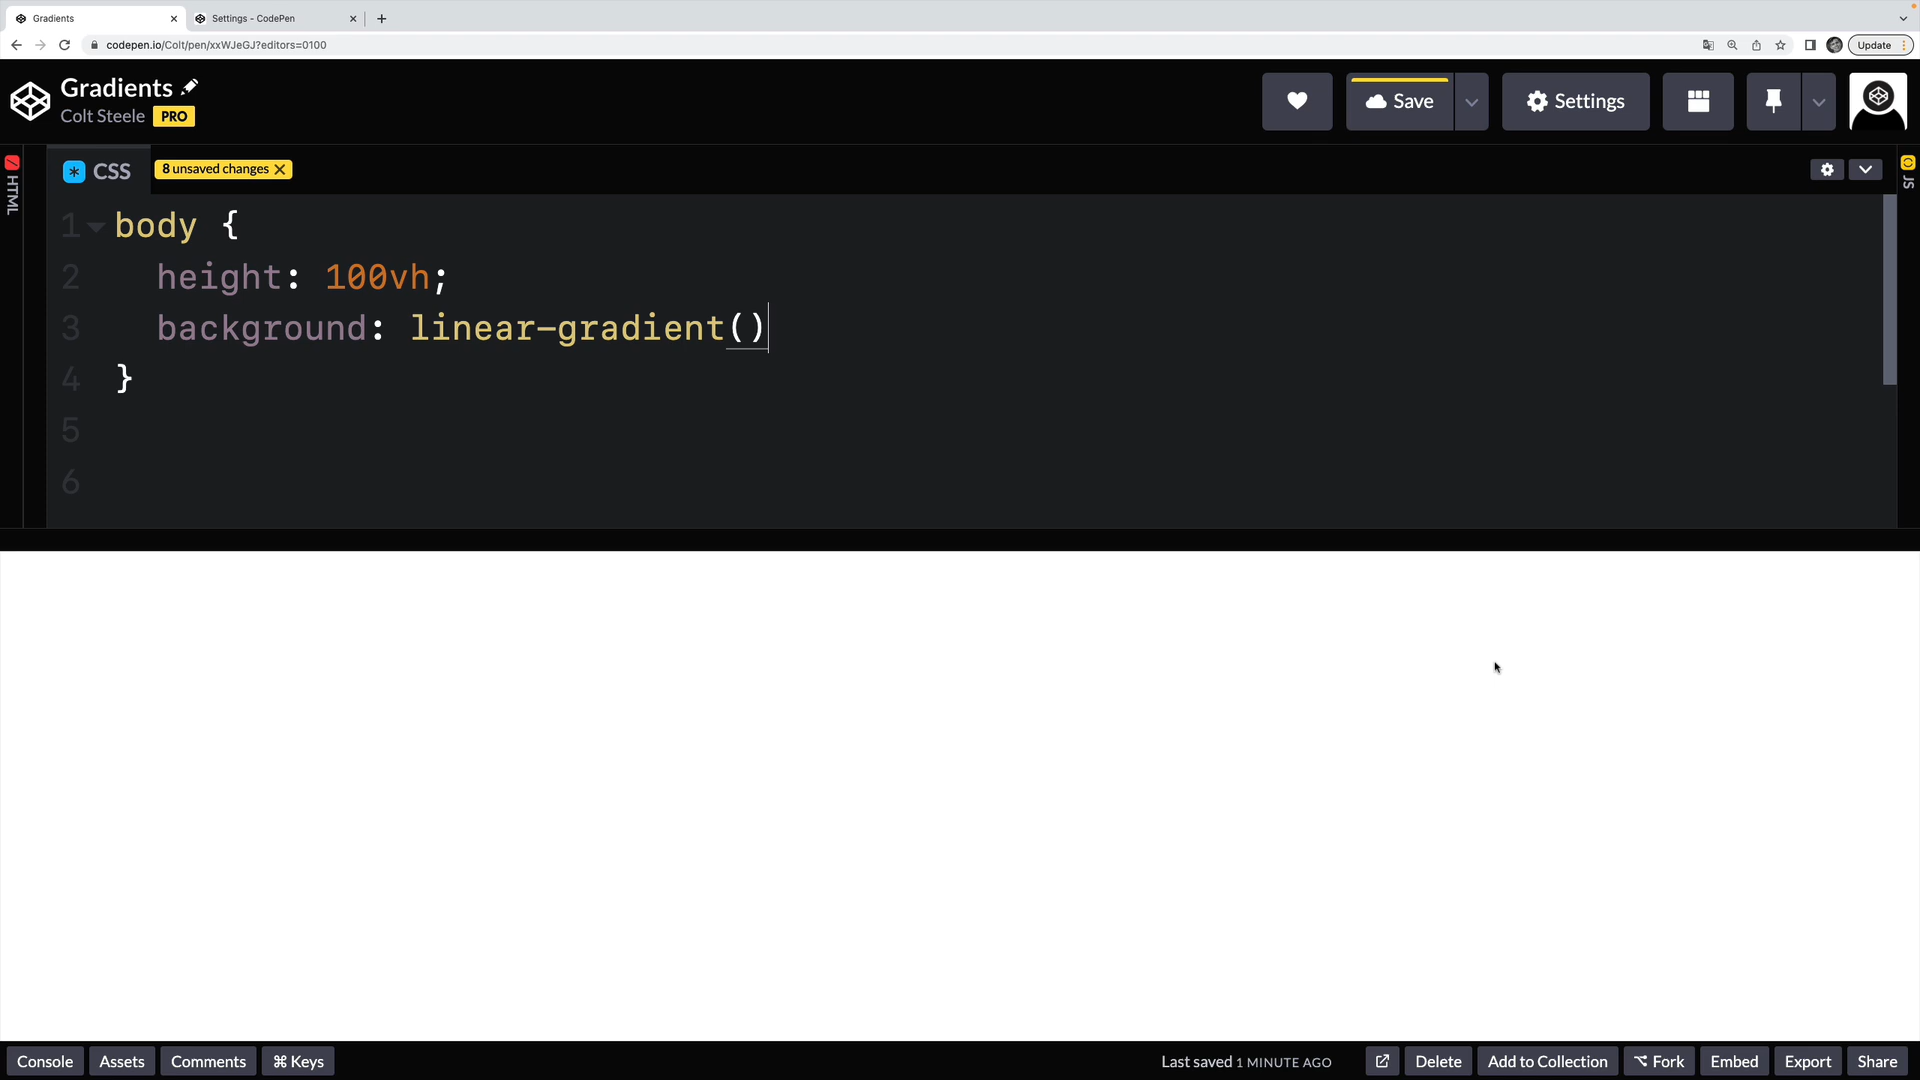 Gradients
Settings - CodePen
codepen.io/Colt/pen/xxWJeGJ?editors=0100
Update
Gradients
Colt Steele PRO
Save
Settings
HTML
CSS
8 unsaved changes
JS
1 body {
2 height: 100vh;
3 background: linear-gradient()
4 }
5
6
Console
Assets
Comments
⌘ Keys
Last saved 1 MINUTE AGO
Delete
Add to Collection
⌥ Fork
Embed
Export
Share